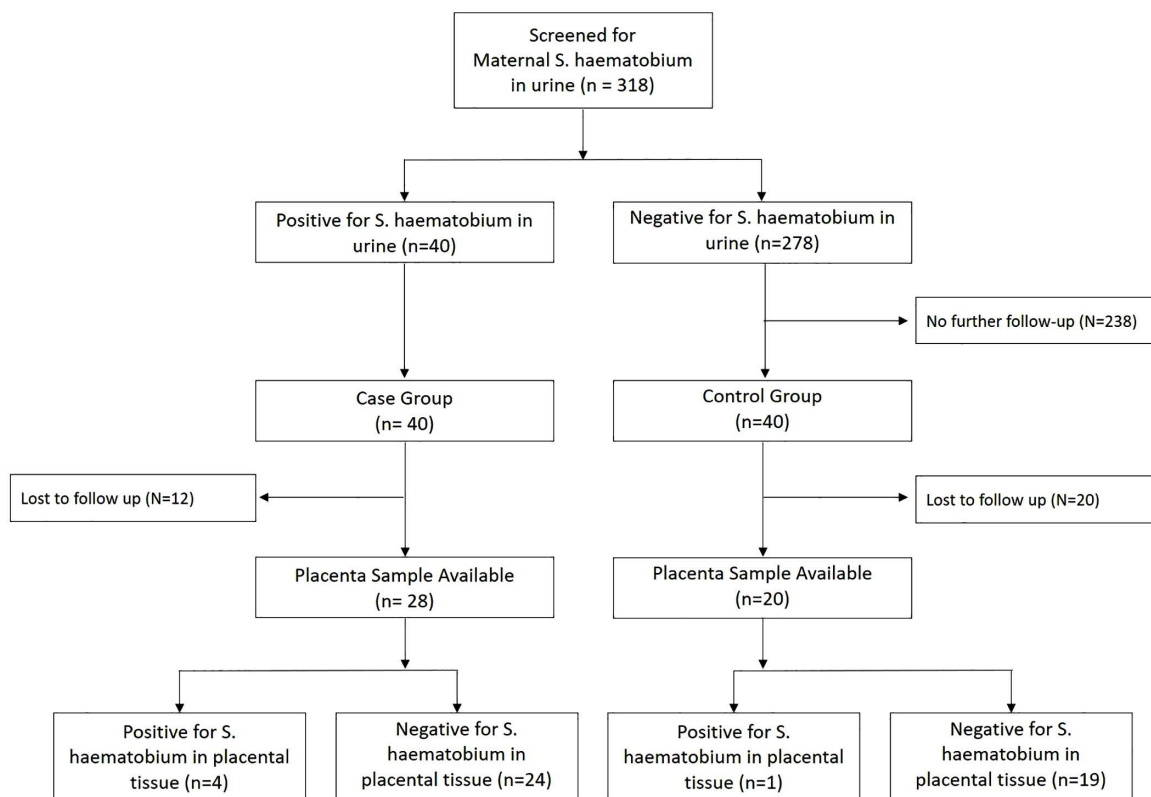 Screened for
Maternal S. haematobium
in urine (n = 318)
Positive for S. haematobium in
urine (n=40)
Negative for S. haematobium in
urine (n=278)
No further follow-up (N=238)
Case Group
(n= 40)
Control Group
(n=40)
Lost to follow up (N=12)
Lost to follow up (N=20)
Placenta Sample Available
(n= 28)
Placenta Sample Available
(n=20)
Positive for S.
haematobium in placental
tissue (n=4)
Negative for S.
haematobium in
placental tissue (n=24)
Positive for S.
haematobium in placental
tissue (n=1)
Negative for S.
haematobium in
placental tissue (n=19)